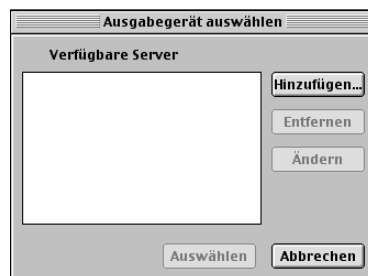 Ausgabegerät auswählen
Verfügbare Server
Hinzufügen...
Entfernen
Ändern
Auswählen
Abbrechen